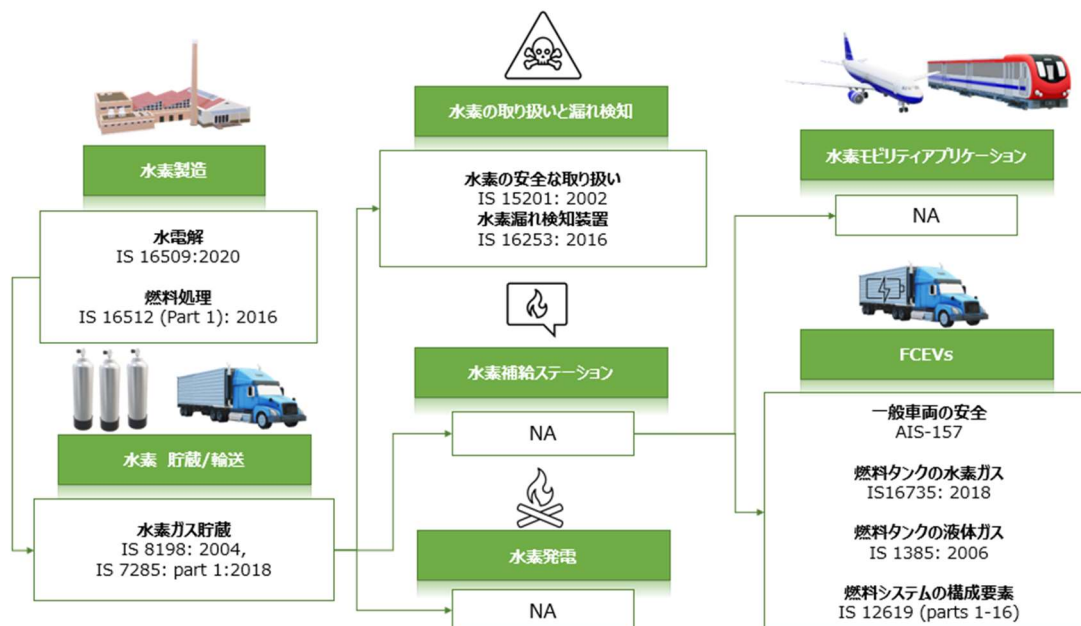 水素製造
水電解
IS 16509:2020
燃料処理
IS 16512 (Part 1): 2016
水素 貯蔵/輸送
水素ガス貯蔵
IS 8198: 2004,
IS 7285: part 1:2018
水素の取り扱いと漏れ検知
水素の安全な取り扱い
IS 15201: 2002
水素漏れ検知装置
IS 16253: 2016
水素補給ステーション
NA
水素発電
NA
水素モビリティアプリケーション
NA
FCEVs
一般車両の安全
AIS-157
燃料タンクの水素ガス
IS16735: 2018
燃料タンクの液体ガス
IS 1385: 2006
燃料システムの構成要素
IS 12619 (parts 1-16)